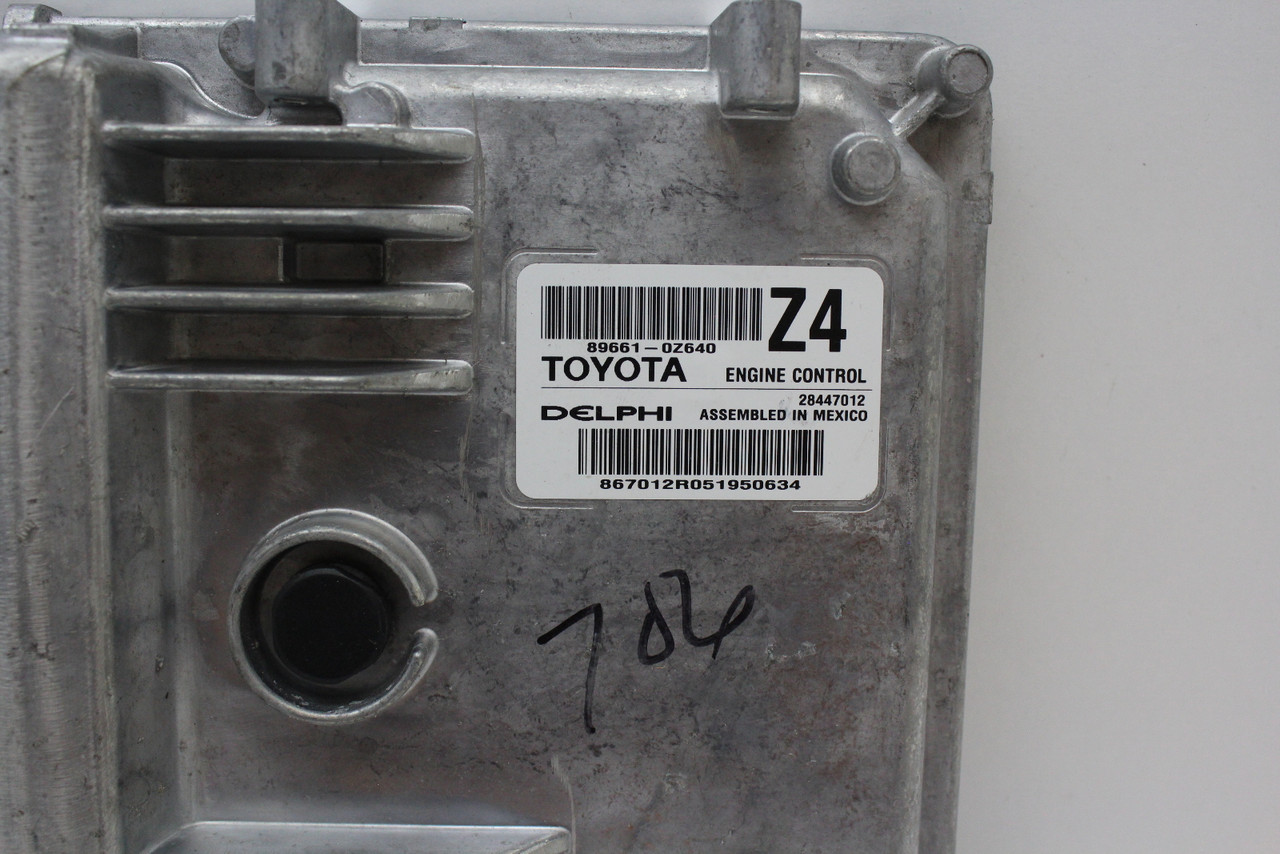 Z4
89661-0Z640
TOYOTA ENGINE CONTROL
28447012
DELPHI ASSEMBLED IN MEXICO
867012R051950634